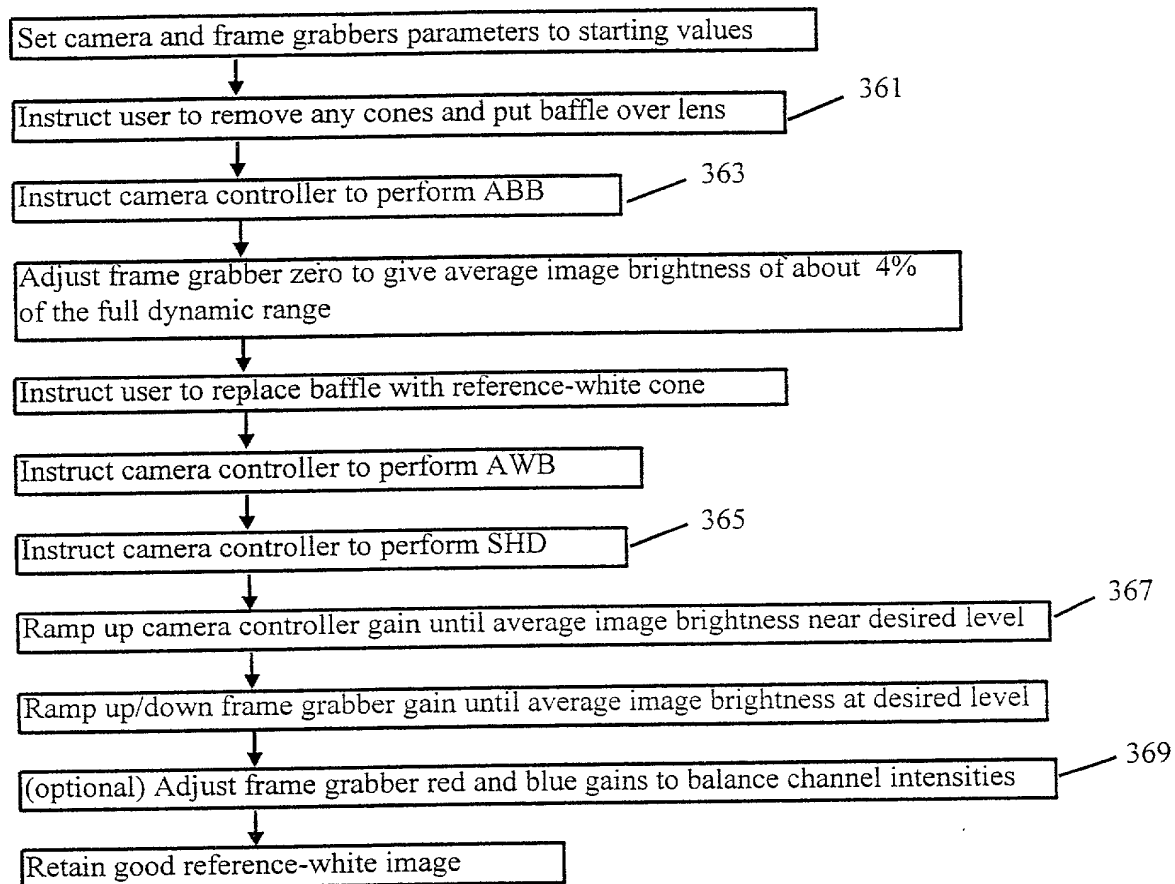 Set camera and frame grabbers parameters to starting values
361
Instruct user to remove any cones and put baffle over lens
363
Instruct camera controller to perform ABB
Adjust frame grabber zero to give average image brightness of about 4%
of the full dynamic range
Instruct user to replace baffle with reference-white cone
Instruct camera controller to perform AWB
365
Instruct camera controller to perform SHD
367
Ramp up camera controller gain until average image brightness near desired level
Ramp up/down frame grabber gain until average image brightness at desired level
369
(optional) Adjust frame grabber red and blue gains to balance channel intensities
Retain good reference-white image